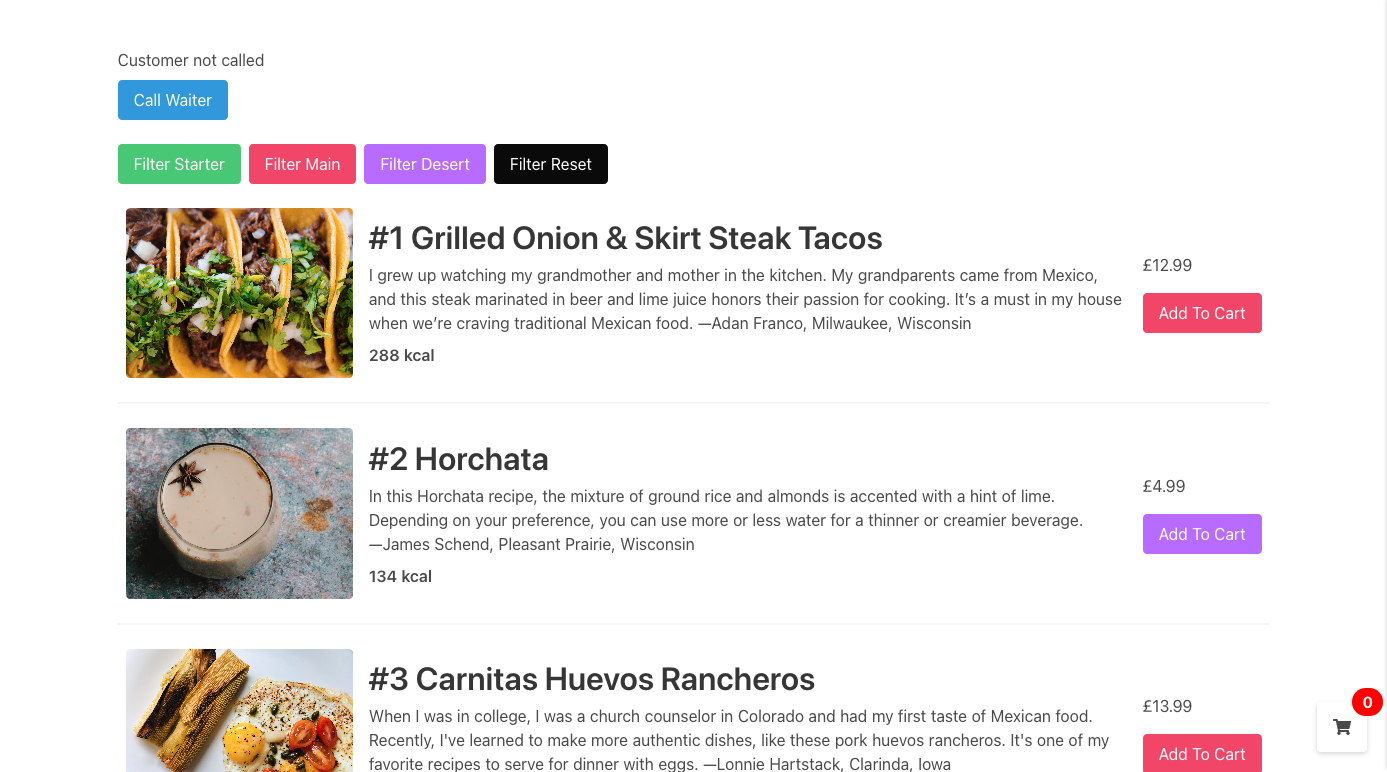 Customer not called
Call Waiter
Filter Starter Filter Main Filter Desert Filter Reset
#1 Grilled Onion & Skirt Steak Tacos
I grew up watching my grandmother and mother in the kitchen. My grandparents came from Mexico,
and this steak marinated in beer and lime juice honors their passion for cooking. It’s a must in my house
when we’re craving traditional Mexican food. —Adan Franco, Milwaukee, Wisconsin
288 kcal
£12.99
Add To Cart
#2 Horchata
In this Horchata recipe, the mixture of ground rice and almonds is accented with a hint of lime.
Depending on your preference, you can use more or less water for a thinner or creamier beverage.
—James Schend, Pleasant Prairie, Wisconsin
134 kcal
£4.99
Add To Cart
#3 Carnitas Huevos Rancheros
When I was in college, I was a church counselor in Colorado and had my first taste of Mexican food.
Recently, I've learned to make more authentic dishes, like these pork huevos rancheros. It's one of my
favorite recipes to serve for dinner with eggs. —Lonnie Hartstack, Clarinda, Iowa
£13.99
Add To Cart
0